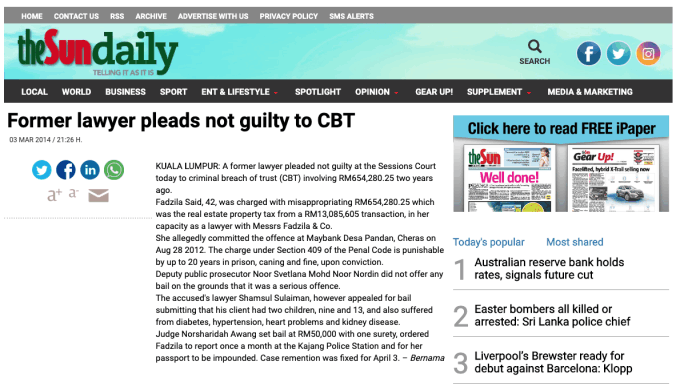 HOME CONTACT US RSS ARCHIVE ADVERTISE WITH US PRIVACY POLICY SMS ALERTS
theSundaily
TELLING IT AS IT IS
SEARCH
LOCAL WORLD BUSINESS SPORT ENT & LIFESTYLE SPOTLIGHT OPINION GEAR UP! SUPPLEMENT MEDIA & MARKETING
Former lawyer pleads not guilty to CBT
03 MAR 2014 / 21:26 H.
a+ a-
KUALA LUMPUR: A former lawyer pleaded not guilty at the Sessions Court
today to criminal breach of trust (CBT) involving RM654,280.25 two years
ago.
Fadzila Said, 42, was charged with misappropriating RM654,280.25 which
was the real estate property tax from a RM13,085,605 transaction, in her
capacity as a lawyer with Messrs Fadzila & Co.
She allegedly committed the offence at Maybank Desa Pandan, Cheras on
Aug 28 2012. The charge under Section 409 of the Penal Code is punishable
by up to 20 years in prison, caning and fine, upon conviction.
Deputy public prosecutor Noor Svetlana Mohd Noor Nordin did not offer any
bail on the grounds that it was a serious offence.
The accused's lawyer Shamsul Sulaiman, however appealed for bail
submitting that his client had two children, nine and 13, and also suffered
from diabetes, hypertension, heart problems and kidney disease.
Judge Norsharidah Awang set bail at RM50,000 with one surety, ordered
Fadzila to report once a month at the Kajang Police Station and for her
passport to be impounded. Case remention was fixed for April 3. – Bernama
Click here to read FREE iPaper
theSun
Well done!
Gear Up!
Facelifted, hybrid X-Trail selling now
Today's popular Most shared
1 Australian reserve bank holds
rates, signals future cut
2 Easter bombers all killed or
arrested: Sri Lanka police chief
3 Liverpool's Brewster ready for
debut against Barcelona: Klopp